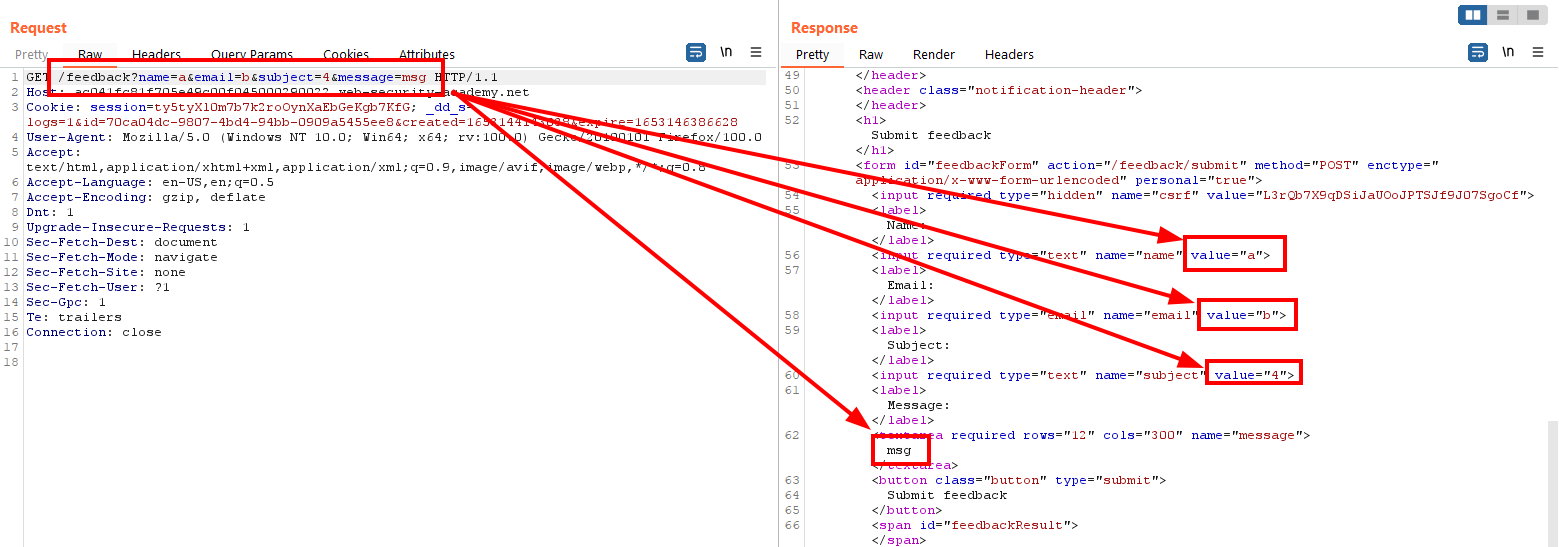 Request
Pretty Raw Headers Query Params Cookies Attributes
\n
1 GET /feedback?name=a&email=b&subject=4&message=msg HTTP/1.1
2 Host: web-security-academy.net
3 Cookie: session=ty5tyXl0m7b7k2roOynXaEbGeKgb7KfG; _dd_s=
logs=1&id=70ca04dc-9807-4bd4-94bb-0909a5455ee8&created=
4 User-Agent: Mozilla/5.0 (Windows NT 10.0; Win64; x64; rv:100.0) Gecko/20100101 Firefox/100.0
5 Accept:
text/html,application/xhtml+xml,application/xml;q=0.9,image/avif,image/webp,*/*;q=0.8
6 Accept-Language: en-US,en;q=0.5
7 Accept-Encoding: gzip, deflate
8 Dnt: 1
9 Upgrade-Insecure-Requests: 1
10 Sec-Fetch-Dest: document
11 Sec-Fetch-Mode: navigate
12 Sec-Fetch-Site: none
13 Sec-Fetch-User: ?1
14 Sec-Gpc: 1
15 Te: trailers
16 Connection: close
17
18
Response
Pretty Raw Render Headers
\n
49 </header>
50 <header class="notification-header">
51 </header>
52 <h1>
Submit feedback
</h1>
53 <form id="feedbackForm" action="/feedback/submit" method="POST" enctype="
application/x-www-form-urlencoded" personal="true">
54 <input required type="hidden" name="csrf" value="L3rQb7X9qDSiJaUOoJPTSJf9J07SgoCf">
55 <label>
Name:
</label>
56 <input required type="text" name="name" value="a">
57 <label>
Email:
</label>
58 <input required type="email" name="email" value="b">
59 <label>
Subject:
</label>
60 <input required type="text" name="subject" value="4">
61 <label>
Message:
</label>
62 <textarea required rows="12" cols="300" name="message">
msg
</textarea>
63 <button class="button" type="submit">
64 Submit feedback
65 </button>
66 <span id="feedbackResult">
</span>